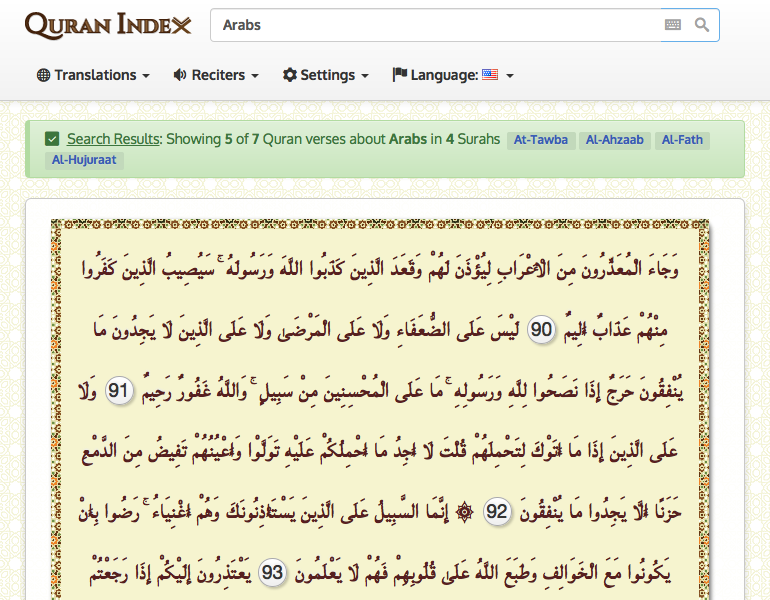 QURAN INDEX
Arabs
Translations Reciters Settings Language:
Search Results: Showing 5 of 7 Quran verses about Arabs in 4 Surahs At-Tawba Al-Ahzaab Al-Fath
Al-Hujuraat
وَجَاءَ الْمُعَذِّرُونَ مِنَ الْأَعْرَابِ لِيُؤْذَنَ لَهُمْ وَقَعَدَ الَّذِينَ كَذَبُوا اللَّهَ وَرَسُولَهُ ۚ سَيُصِيبُ الَّذِينَ كَفَرُوا
مِنْهُمْ عَذَابٌ أَلِيمٌ 90 لَيْسَ عَلَى الضُّعَفَاءِ وَلَا عَلَى الْمَرْضَىٰ وَلَا عَلَى الَّذِينَ لَا يَجِدُونَ مَا
يُنْفِقُونَ حَرَجٌ إِذَا نَصَحُوا لِلَّهِ وَرَسُولِهِ ۚ مَا عَلَى الْمُحْسِنِينَ مِنْ سَبِيلٍ ۚ وَاللَّهُ غَفُورٌ رَحِيمٌ 91 وَلَا
عَلَى الَّذِينَ إِذَا مَا أَتَوْكَ لِتَحْمِلَهُمْ قُلْتَ لَا أَجِدُ مَا أَحْمِلُكُمْ عَلَيْهِ تَوَلَّوْا وَأَعْيُنُهُمْ تَفِيضُ مِنَ الدَّمْعِ
حَزَنًا أَلَّا يَجِدُوا مَا يُنْفِقُونَ 92 ۞ إِنَّمَا السَّبِيلُ عَلَى الَّذِينَ يَسْتَأْذِنُونَكَ وَهُمْ أَغْنِيَاءُ ۚ رَضُوا بِأَنْ
يَكُونُوا مَعَ الْخَوَالِفِ وَطَبَعَ اللَّهُ عَلَىٰ قُلُوبِهِمْ فَهُمْ لَا يَعْلَمُونَ 93 يَعْتَذِرُونَ إِلَيْكُمْ إِذَا رَجَعْتُمْ